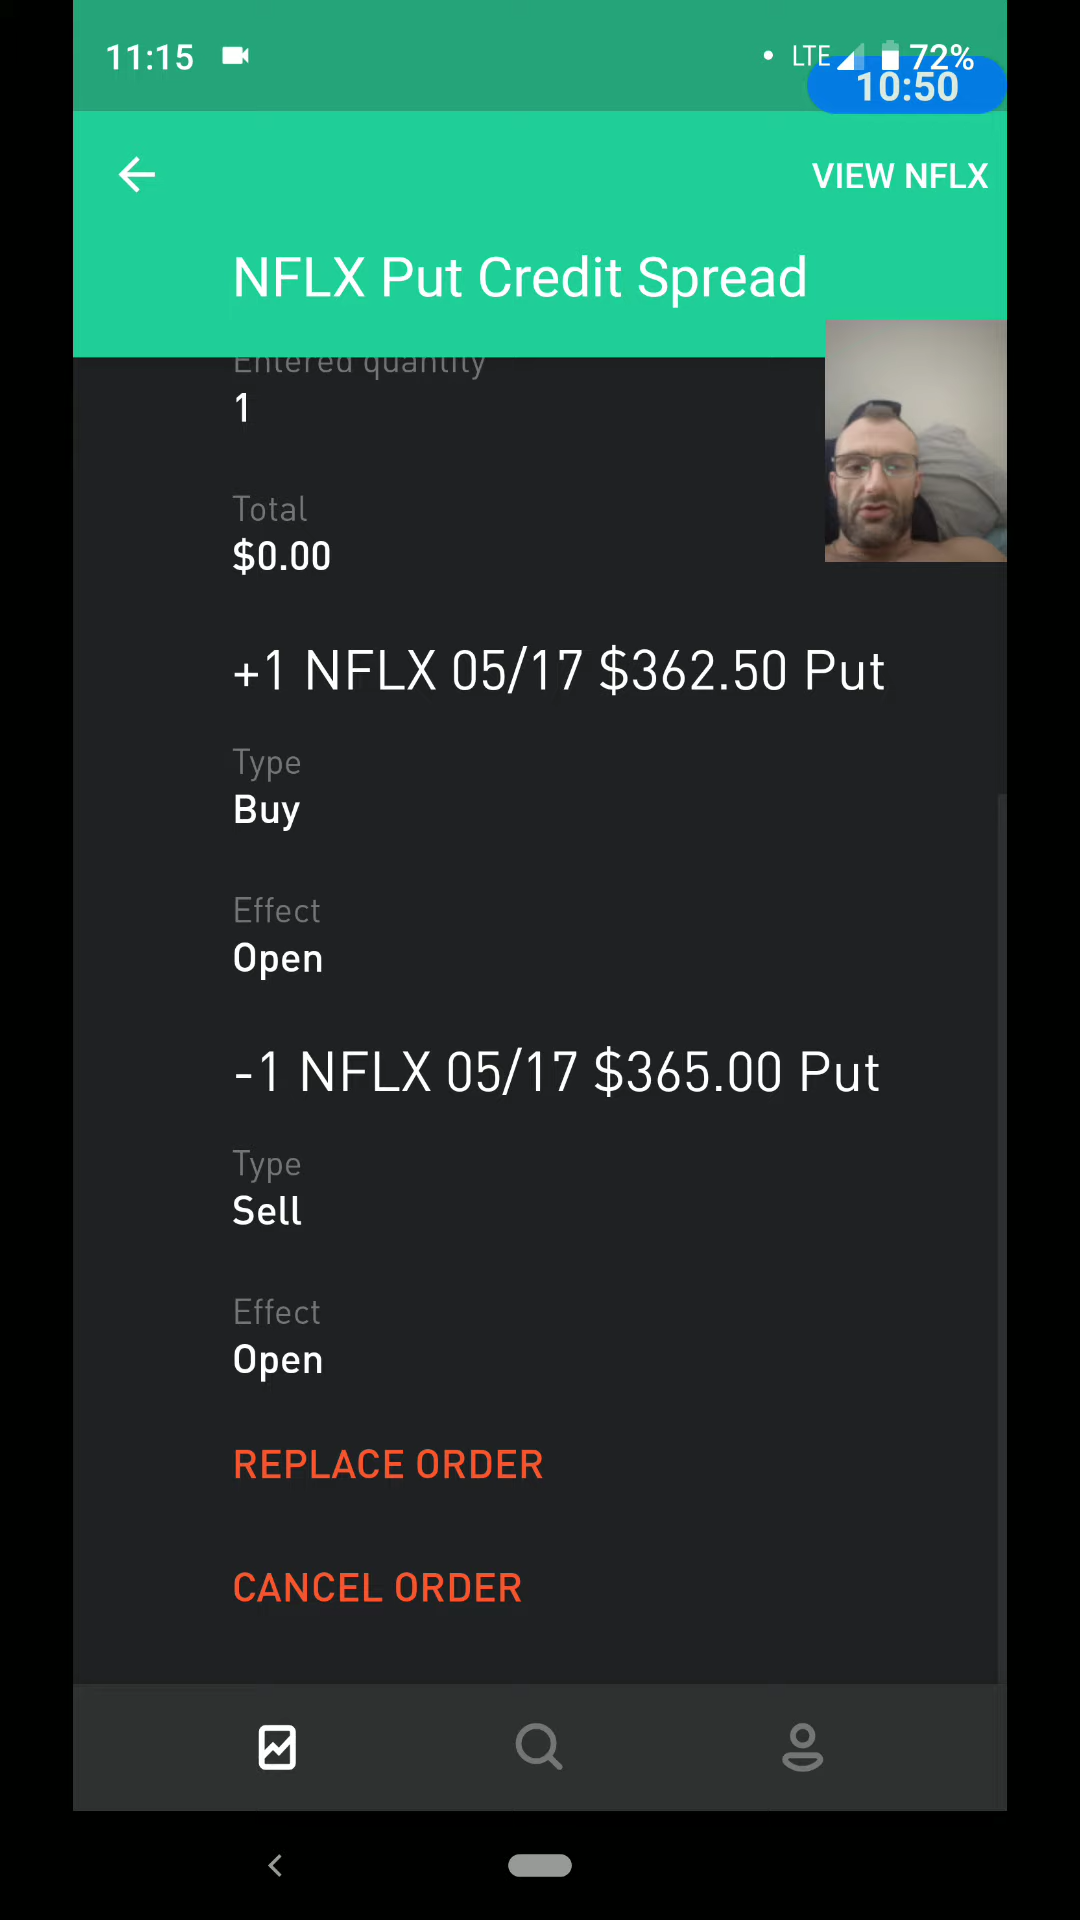 11:15 LTE 72%
10:50
VIEW NFLX
NFLX Put Credit Spread
Entered quantity
1
Total
$0.00
+1 NFLX 05/17 $362.50 Put
Type
Buy
Effect
Open
-1 NFLX 05/17 $365.00 Put
Type
Sell
Effect
Open
REPLACE ORDER
CANCEL ORDER